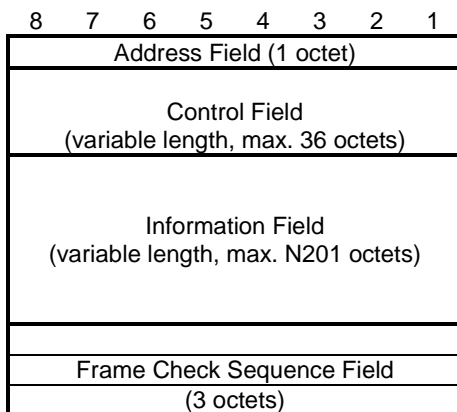 8 7 6 5 4 3 2 1
Address Field (1 octet)
Control Field
(variable length, max. 36 octets)
Information Field
(variable length, max. N201 octets)
Frame Check Sequence Field
(3 octets)